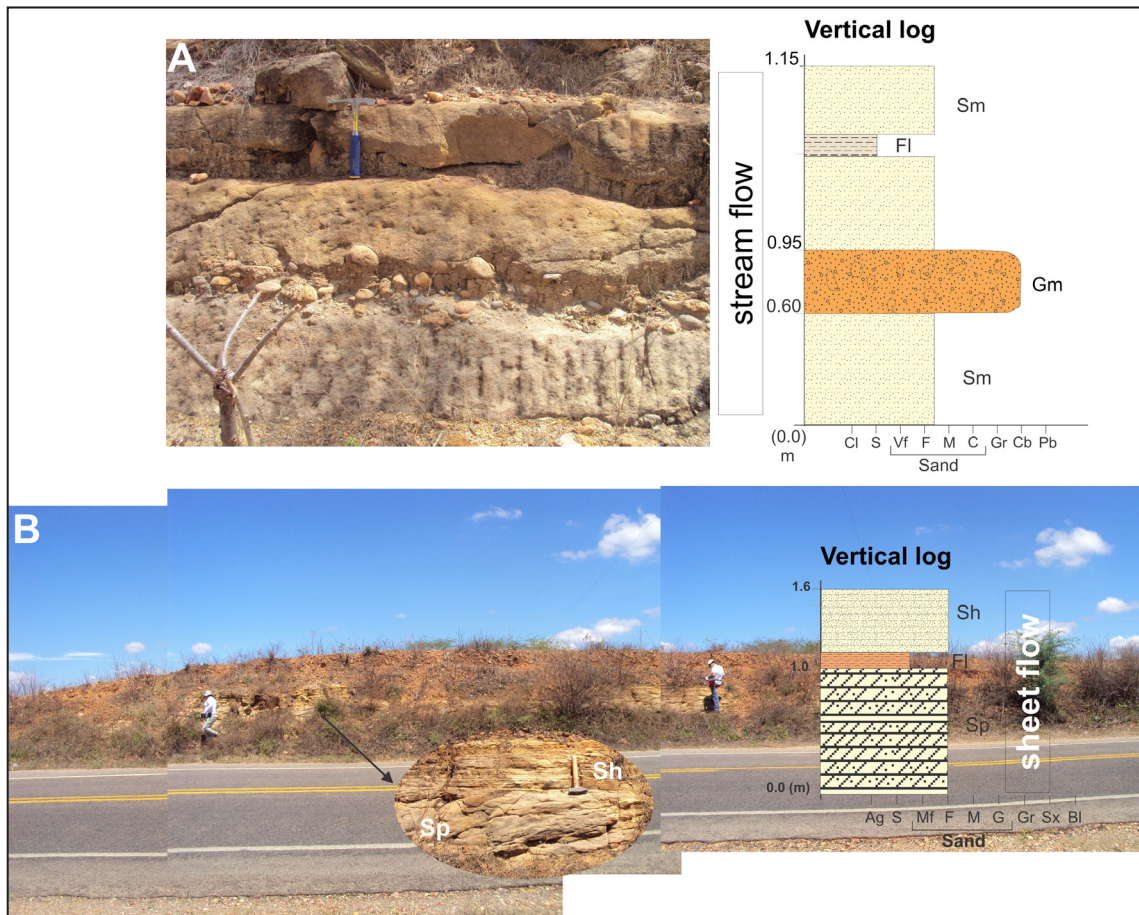 A
Vertical log
1.15
Sm
Fl
0.95
Gm
0.60
Sm
(0.0)
m
Cl S Vf F M C Gr Cb Pb
Sand
stream flow
B
Vertical log
1.6
Sh
Fl
1.0
Sp
0.0 (m)
Ag S Mf F M G Gr Sx Bl
Sand
sheet flow
Sh
Sp